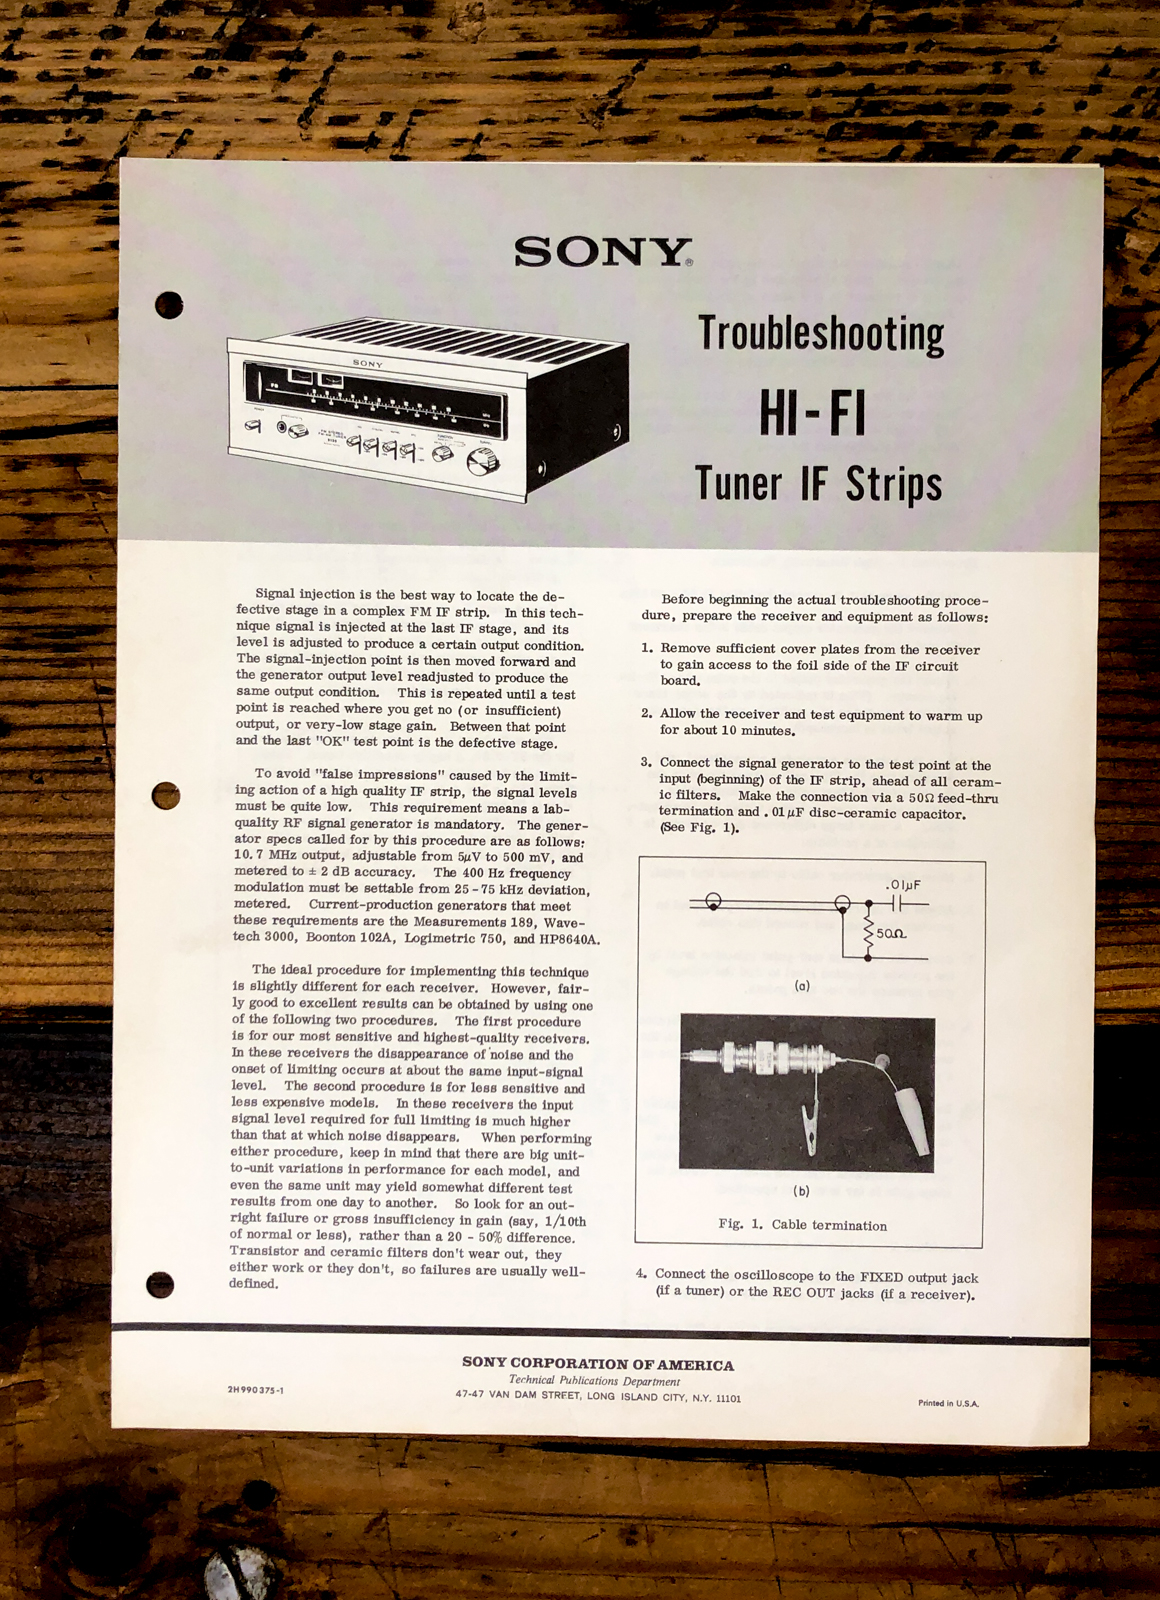 SONY®
Troubleshooting
HI-FI
Tuner IF Strips
SONY
Signal injection is the best way to locate the de-
fective stage in a complex FM IF strip. In this tech-
nique signal is injected at the last IF stage, and its
level is adjusted to produce a certain output condition.
The signal-injection point is then moved forward and
the generator output level readjusted to produce the
same output condition. This is repeated until a test
point is reached where you get no (or insufficient)
output, or very-low stage gain. Between that point
and the last "OK" test point is the defective stage.
To avoid "false impressions" caused by the limit-
ing action of a high quality IF strip, the signal levels
must be quite low. This requirement means a lab-
quality RF signal generator is mandatory. The gener-
ator specs called for by this procedure are as follows:
10.7 MHz output, adjustable from 5µV to 500 mV, and
metered to ± 2 dB accuracy. The 400 Hz frequency
modulation must be settable from 25-75 kHz deviation,
metered. Current-production generators that meet
these requirements are the Measurements 189, Wave-
tech 3000, Boonton 102A, Logimetric 750, and HP8640A.
The ideal procedure for implementing this technique
is slightly different for each receiver. However, fair-
ly good to excellent results can be obtained by using one
of the following two procedures. The first procedure
is for our most sensitive and highest-quality receivers.
In these receivers the disappearance of noise and the
onset of limiting occurs at about the same input-signal
level. The second procedure is for less sensitive and
less expensive models. In these receivers the input
signal level required for full limiting is much higher
than that at which noise disappears. When performing
either procedure, keep in mind that there are big unit-
to-unit variations in performance for each model, and
even the same unit may yield somewhat different test
results from one day to another. So look for an out-
right failure or gross insufficiency in gain (say, 1/10th
of normal or less), rather than a 20 - 50% difference.
Transistor and ceramic filters don't wear out, they
either work or they don't, so failures are usually well-
defined.
Before beginning the actual troubleshooting proce-
dure, prepare the receiver and equipment as follows:
1. Remove sufficient cover plates from the receiver
to gain access to the foil side of the IF circuit
board.
2. Allow the receiver and test equipment to warm up
for about 10 minutes.
3. Connect the signal generator to the test point at the
input (beginning) of the IF strip, ahead of all ceram-
ic filters. Make the connection via a 50Ω feed-thru
termination and .01µF disc-ceramic capacitor.
(See Fig. 1).
.01µF
50Ω
(a)
(b)
Fig. 1. Cable termination
4. Connect the oscilloscope to the FIXED output jack
(if a tuner) or the REC OUT jacks (if a receiver).
SONY CORPORATION OF AMERICA
Technical Publications Department
47-47 VAN DAM STREET, LONG ISLAND CITY, N.Y. 11101
2H990375-1
Printed in U.S.A.